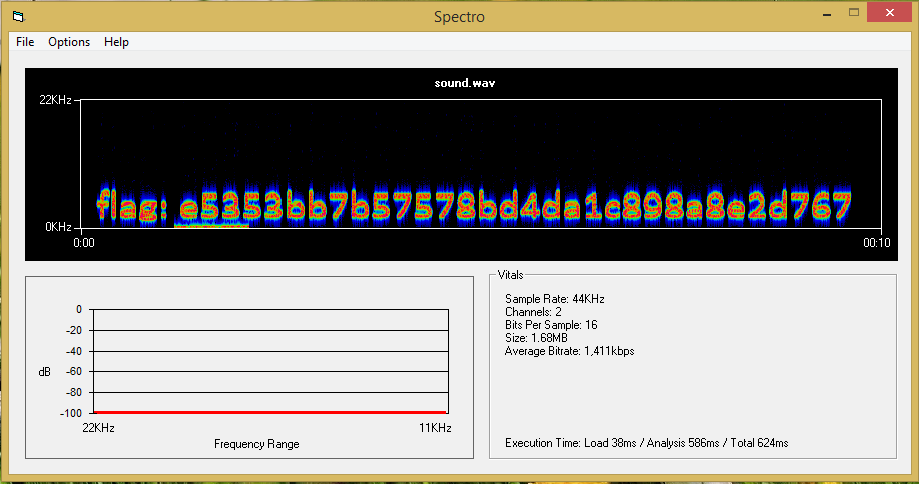 Spectro
File Options Help
sound.wav
22KHz
flag: e5353bb7b57578bd4da1c898a8e2d767
0KHz
0:00 00:10
Vitals
Sample Rate: 44KHz
Channels: 2
Bits Per Sample: 16
Size: 1.68MB
Average Bitrate: 1,411kbps
0
-20
-40
dB -60
-80
-100
22KHz 11KHz
Frequency Range
Execution Time: Load 38ms / Analysis 586ms / Total 624ms